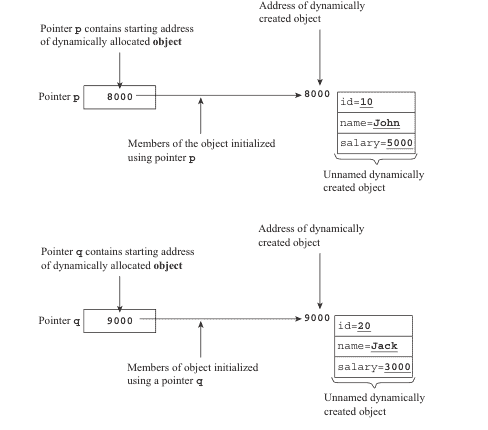 Address of dynamically
created object
Pointer p contains starting address
of dynamically allocated object
Pointer p
8000
8000
id=10
name=John
salary=5000
Members of the object initialized
using pointer p
Unnamed dynamically
created object
Address of dynamically
created object
Pointer q contains starting address
of dynamically allocated object
Pointer q
9000
9000
id=20
name=Jack
salary=3000
Members of object initialized
using a pointer q
Unnamed dynamically
created object